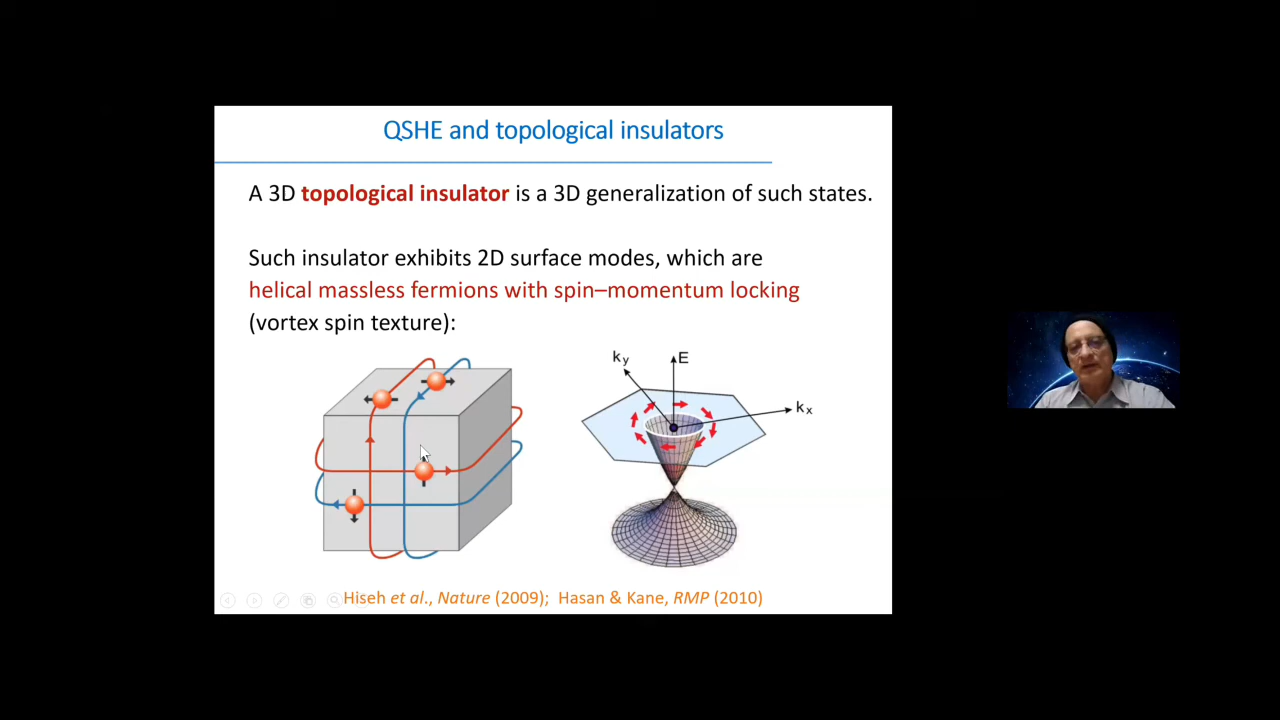 QSHE and topological insulators
A 3D topological insulator is a 3D generalization of such states.
Such insulator exhibits 2D surface modes, which are
helical massless fermions with spin–momentum locking
(vortex spin texture):
ky
E
kx
Hiseh et al., Nature (2009); Hasan & Kane, RMP (2010)